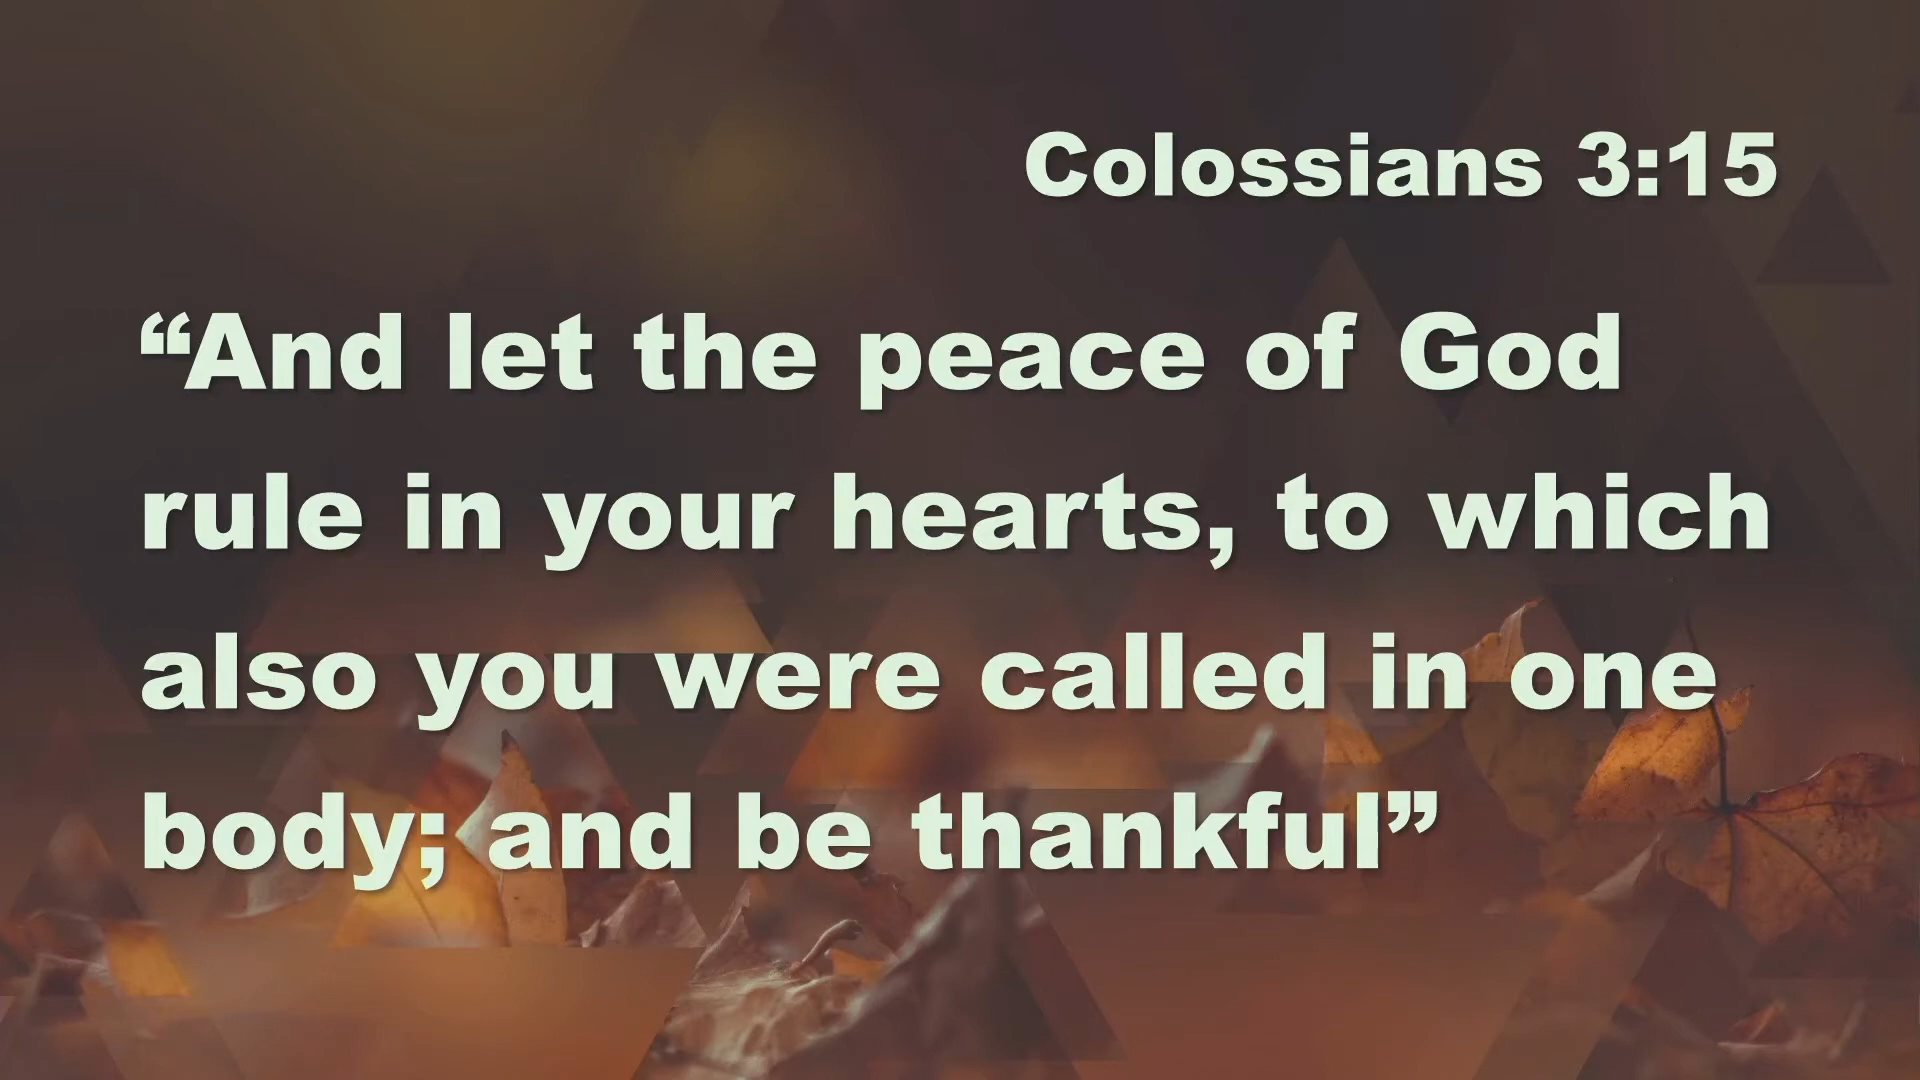 Colossians 3:15
“And let the peace of God
rule in your hearts, to which
also you were called in one
body; and be thankful”